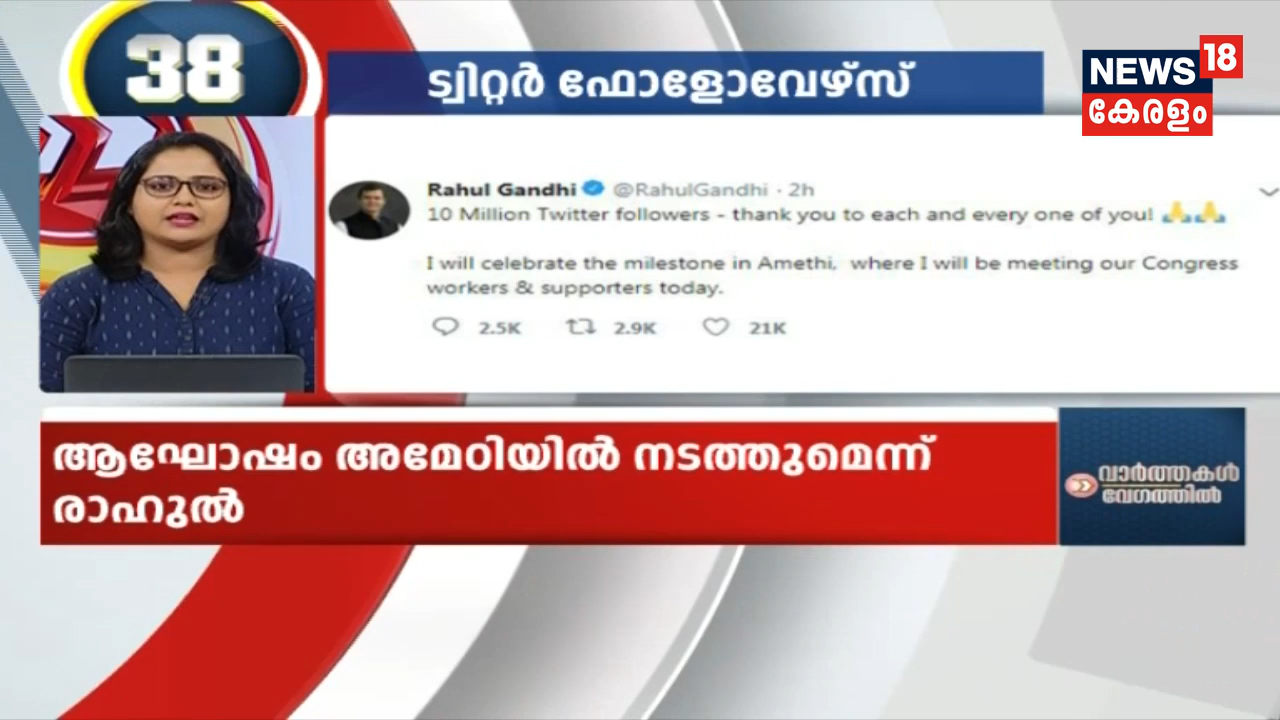 38
ട്വിറ്റർ ഫോളോവേഴ്സ്
NEWS 18
കേരളം
Rahul Gandhi @RahulGandhi · 2h
10 Million Twitter followers – thank you to each and every one of you! 🙏🙏
I will celebrate the milestone in Amethi, where I will be meeting our Congress
workers & supporters today.
2.5K 2.9K 21K
ആഘോഷം അമേഠിയിൽ നടത്തുമെന്ന്
രാഹുൽ
വാർത്തകൾ
വേഗത്തിൽ